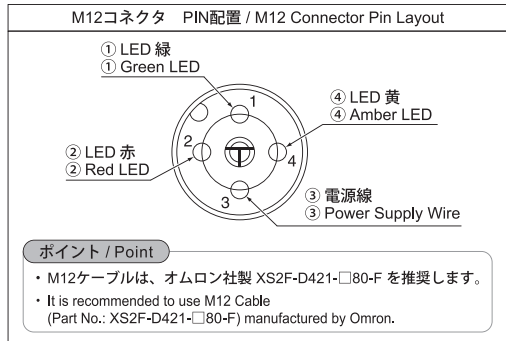 M12コネクタ　PIN配置 / M12 Connector Pin Layout
① LED 緑
① Green LED
④ LED 黄
④ Amber LED
② LED 赤
② Red LED
1
2
4
3
③ 電源線
③ Power Supply Wire
ポイント / Point
・ M12ケーブルは、オムロン社製 XS2F-D421-□80-F を推奨します。
・ It is recommended to use M12 Cable
(Part No.: XS2F-D421-□80-F) manufactured by Omron.